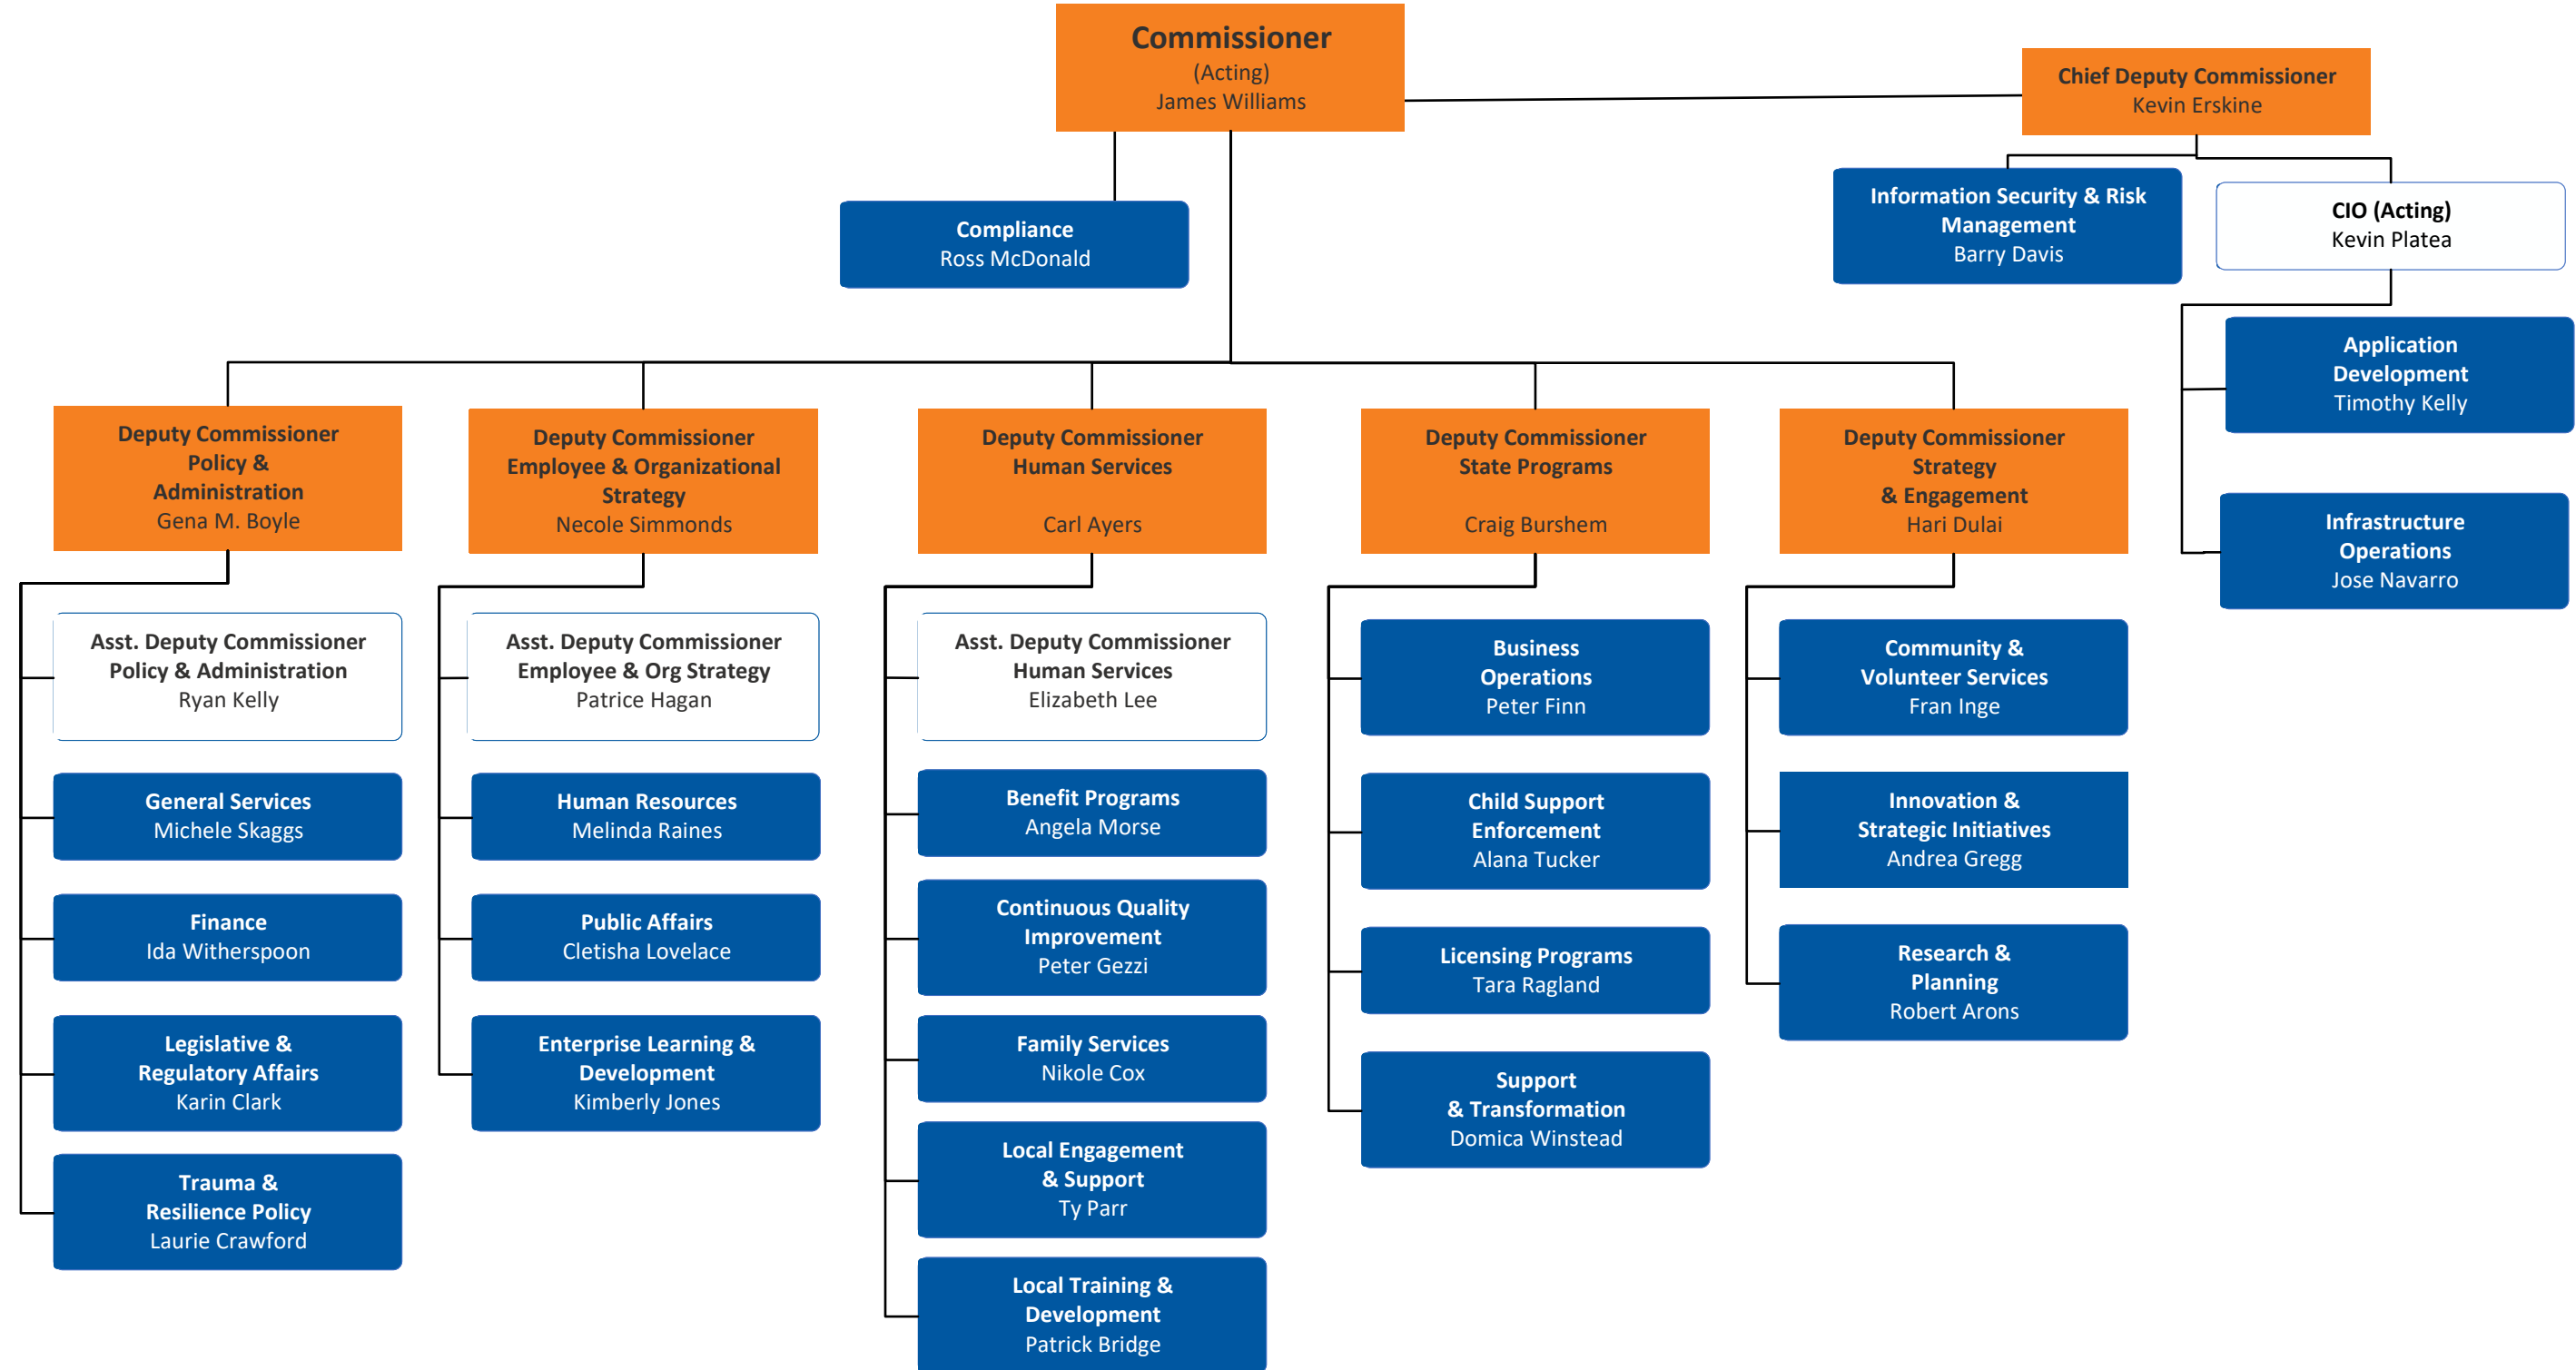 Commissioner
(Acting)
James Williams
Chief Deputy Commissioner
Kevin Erskine
Compliance
Ross McDonald
Information Security & Risk
Management
Barry Davis
CIO (Acting)
Kevin Platea
Application
Development
Timothy Kelly
Infrastructure
Operations
Jose Navarro
Deputy Commissioner
Policy &
Administration
Gena M. Boyle
Asst. Deputy Commissioner
Policy & Administration
Ryan Kelly
General Services
Michele Skaggs
Finance
Ida Witherspoon
Legislative &
Regulatory Affairs
Karin Clark
Trauma &
Resilience Policy
Laurie Crawford
Deputy Commissioner
Employee & Organizational
Strategy
Necole Simmonds
Asst. Deputy Commissioner
Employee & Org Strategy
Patrice Hagan
Human Resources
Melinda Raines
Public Affairs
Cletisha Lovelace
Enterprise Learning &
Development
Kimberly Jones
Deputy Commissioner
Human Services
Carl Ayers
Asst. Deputy Commissioner
Human Services
Elizabeth Lee
Benefit Programs
Angela Morse
Continuous Quality
Improvement
Peter Gezzi
Family Services
Nikole Cox
Local Engagement
& Support
Ty Parr
Local Training &
Development
Patrick Bridge
Deputy Commissioner
State Programs
Craig Burshem
Business
Operations
Peter Finn
Child Support
Enforcement
Alana Tucker
Licensing Programs
Tara Ragland
Support
& Transformation
Domica Winstead
Deputy Commissioner
Strategy
& Engagement
Hari Dulai
Community &
Volunteer Services
Fran Inge
Innovation &
Strategic Initiatives
Andrea Gregg
Research &
Planning
Robert Arons